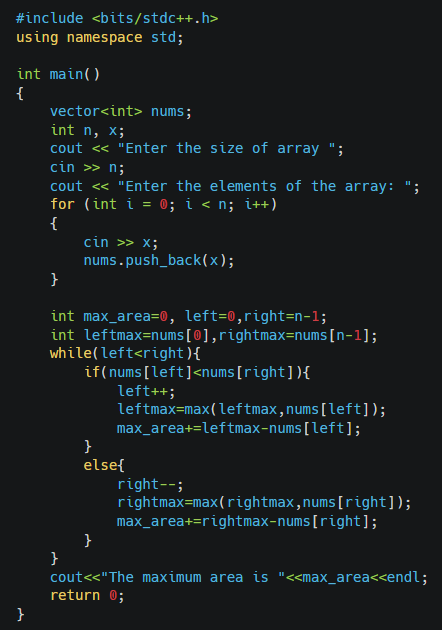 #include <bits/stdc++.h>
using namespace std;

int main()
{
    vector<int> nums;
    int n, x;
    cout << "Enter the size of array ";
    cin >> n;
    cout << "Enter the elements of the array: ";
    for (int i = 0; i < n; i++)
    {
        cin >> x;
        nums.push_back(x);
    }

    int max_area=0, left=0,right=n-1;
    int leftmax=nums[0],rightmax=nums[n-1];
    while(left<right){
        if(nums[left]<nums[right]){
            left++;
            leftmax=max(leftmax,nums[left]);
            max_area+=leftmax-nums[left];
        }
        else{
            right--;
            rightmax=max(rightmax,nums[right]);
            max_area+=rightmax-nums[right];
        }
    }
    cout<<"The maximum area is "<<max_area<<endl;
    return 0;
}